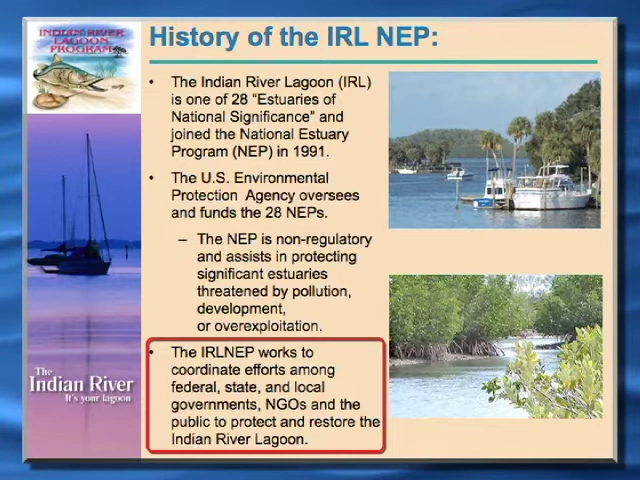 INDIAN RIVER
LAGOON
PROGRAM
History of the IRL NEP:
• The Indian River Lagoon (IRL)
is one of 28 “Estuaries of
National Significance” and
joined the National Estuary
Program (NEP) in 1991.
• The U.S. Environmental
Protection Agency oversees
and funds the 28 NEPs.
– The NEP is non-regulatory
and assists in protecting
significant estuaries
threatened by pollution,
development,
or overexploitation.
• The IRLNEP works to
coordinate efforts among
federal, state, and local
governments, NGOs and the
public to protect and restore the
Indian River Lagoon.
The
Indian River
It's your lagoon